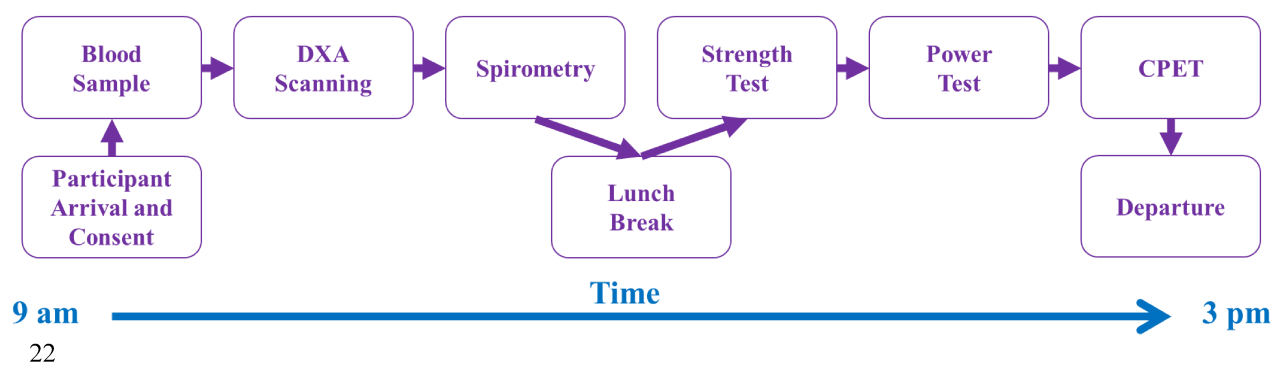 Blood
Sample
DXA
Scanning
Spirometry
Strength
Test
Power
Test
CPET
Participant
Arrival and
Consent
Lunch
Break
Departure
Time
9 am
3 pm
22